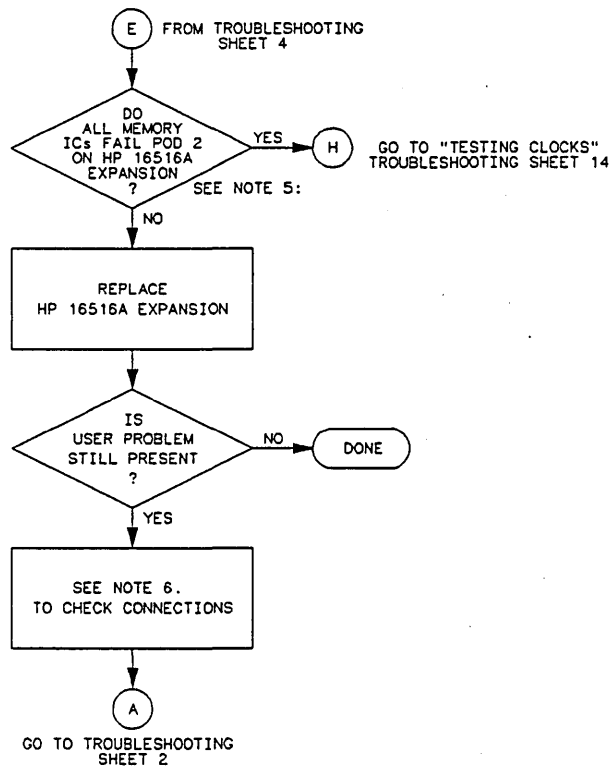 E
FROM TROUBLESHOOTING
SHEET 4
DO
ALL MEMORY
ICs FAIL POD 2
ON HP 16516A
EXPANSION
?
YES
H
GO TO "TESTING CLOCKS"
TROUBLESHOOTING SHEET 14
SEE NOTE 5:
NO
REPLACE
HP 16516A EXPANSION
IS
USER PROBLEM
STILL PRESENT
?
NO
DONE
YES
SEE NOTE 6.
TO CHECK CONNECTIONS
A
GO TO TROUBLESHOOTING
SHEET 2